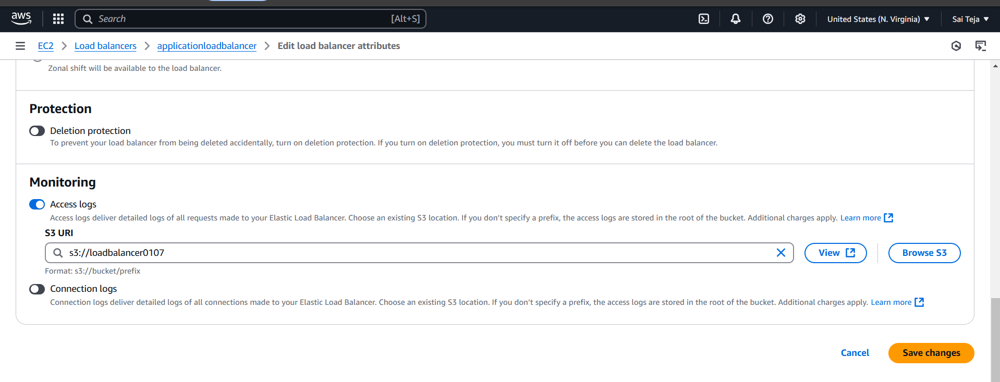 aws
Search [Alt+S]
United States (N. Virginia)
Sai Teja
EC2 > Load balancers > applicationloadbalancer > Edit load balancer attributes
Zonal shift will be available to the load balancer.
Protection
Deletion protection
To prevent your load balancer from being deleted accidentally, turn on deletion protection. If you turn on deletion protection, you must turn it off before you can delete the load balancer.
Monitoring
Access logs
Access logs deliver detailed logs of all requests made to your Elastic Load Balancer. Choose an existing S3 location. If you don’t specify a prefix, the access logs are stored in the root of the bucket. Additional charges apply. Learn more
S3 URI
s3://loadbalancer0107
View
Browse S3
Format: s3://bucket/prefix
Connection logs
Connection logs deliver detailed logs of all connections made to your Elastic Load Balancer. Choose an existing S3 location. If you don’t specify a prefix, the access logs are stored in the root of the bucket. Additional charges apply. Learn more
Cancel
Save changes